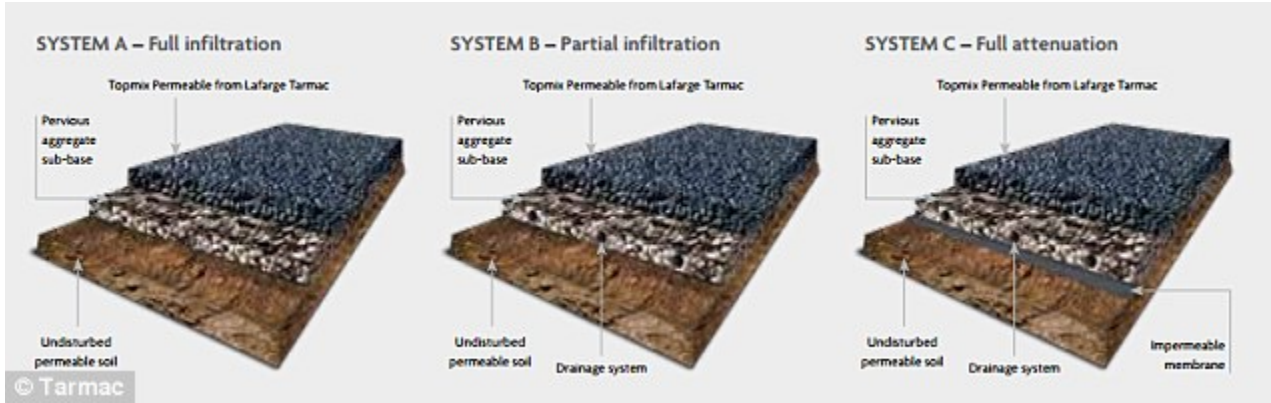 SYSTEM A – Full infiltration
Topmix Permeable from Lafarge Tarmac
Pervious
aggregate
sub-base
Undisturbed
permeable soil
SYSTEM B – Partial infiltration
Topmix Permeable from Lafarge Tarmac
Pervious
aggregate
sub-base
Undisturbed
permeable soil
Drainage system
SYSTEM C – Full attenuation
Topmix Permeable from Lafarge Tarmac
Pervious
aggregate
sub-base
Undisturbed
permeable soil
Drainage system
Impermeable
membrane
© Tarmac